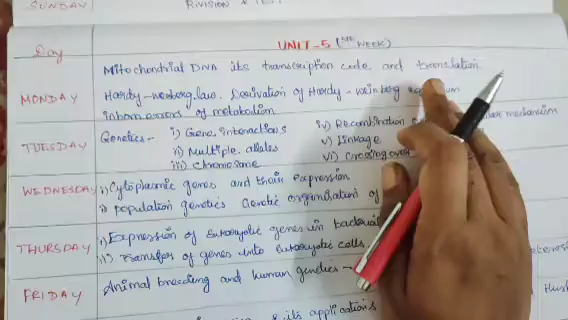 SUNDAY
Day
UNIT-5 (5TH WEEK)
MONDAY
Mitochondrial DNA its transcription code and translation
Hardy-weinberg law. Derivation of Hardy-weinberg
inborn errors of metabolism
TUESDAY
Genetics - i) Gene interactions
ii) Multiple alleles
iii) chromosome
iv) Recombination
v) Linkage
vi) Crossing over
mechanism
WEDNESDAY
i) Cytoplasmic genes and their expression
ii) population genetics Genetic organisation of
THURSDAY
i) Expression of Eukaryotic genes in bacterial
ii) Transfer of genes into Eukaryotic cells
FRIDAY
Animal breeding and human genetics -
& its applications